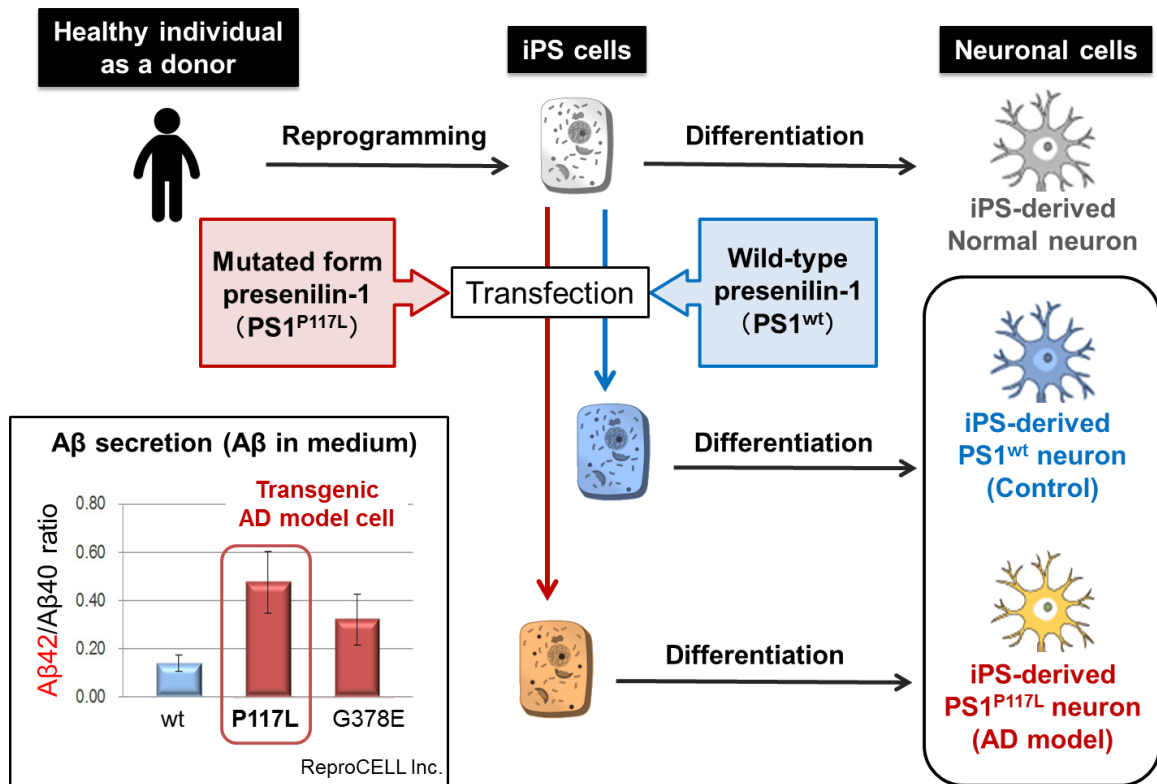 Healthy individual
as a donor
iPS cells
Neuronal cells
Reprogramming
Differentiation
iPS-derived
Normal neuron
Mutated form
presenilin-1
（PS1P117L）
Transfection
Wild-type
presenilin-1
（PS1wt）
Differentiation
iPS-derived
PS1wt neuron
(Control)
Differentiation
iPS-derived
PS1P117L neuron
(AD model)
Aβ secretion (Aβ in medium)
Transgenic
AD model cell
Aβ42/Aβ40 ratio
0.80
0.60
0.40
0.20
0.00
wt
P117L
G378E
ReproCELL Inc.